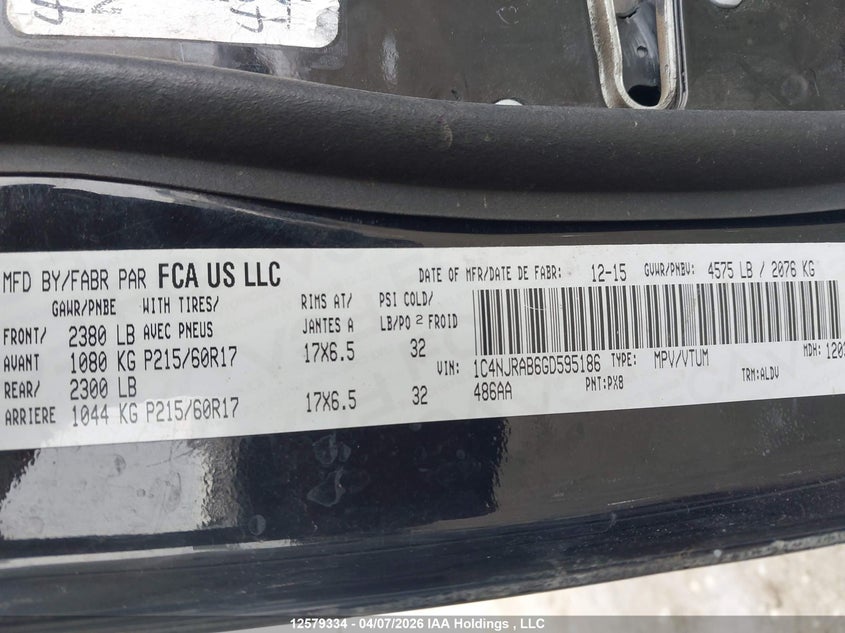 MFD BY/FABR PAR FCA US LLC
DATE OF MFR/DATE DE FABR: 12-15 GVWR/PNBV: 4575 LB / 2076 KG
GAWR/PNBE WITH TIRES/ RIMS AT/ PSI COLD/
AVEC PNEUS JANTES A LB/PO 2 FROID
FRONT/ 2380 LB
AVANT 1080 KG P215/60R17 17X6.5 32
REAR/ 2300 LB
ARRIERE 1044 KG P215/60R17 17X6.5 32
VIN: 1C4NJRAB6GD595186 TYPE: MPV/VTUM MDH: 1203
486AA PNT:PX8 TRM:ALDV
12579334 - 04/07/2026 IAA Holdings , LLC